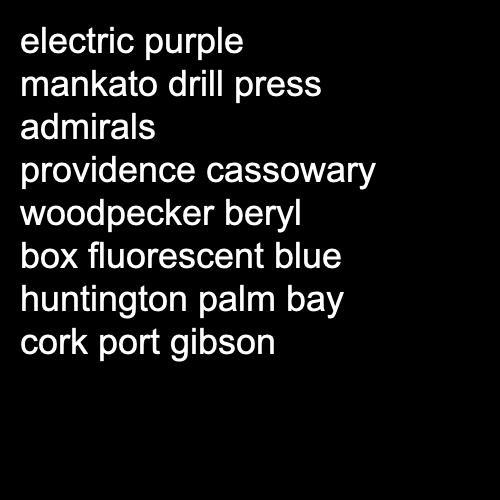 electric purple
mankato drill press
admirals
providence cassowary
woodpecker beryl
box fluorescent blue
huntington palm bay
cork port gibson